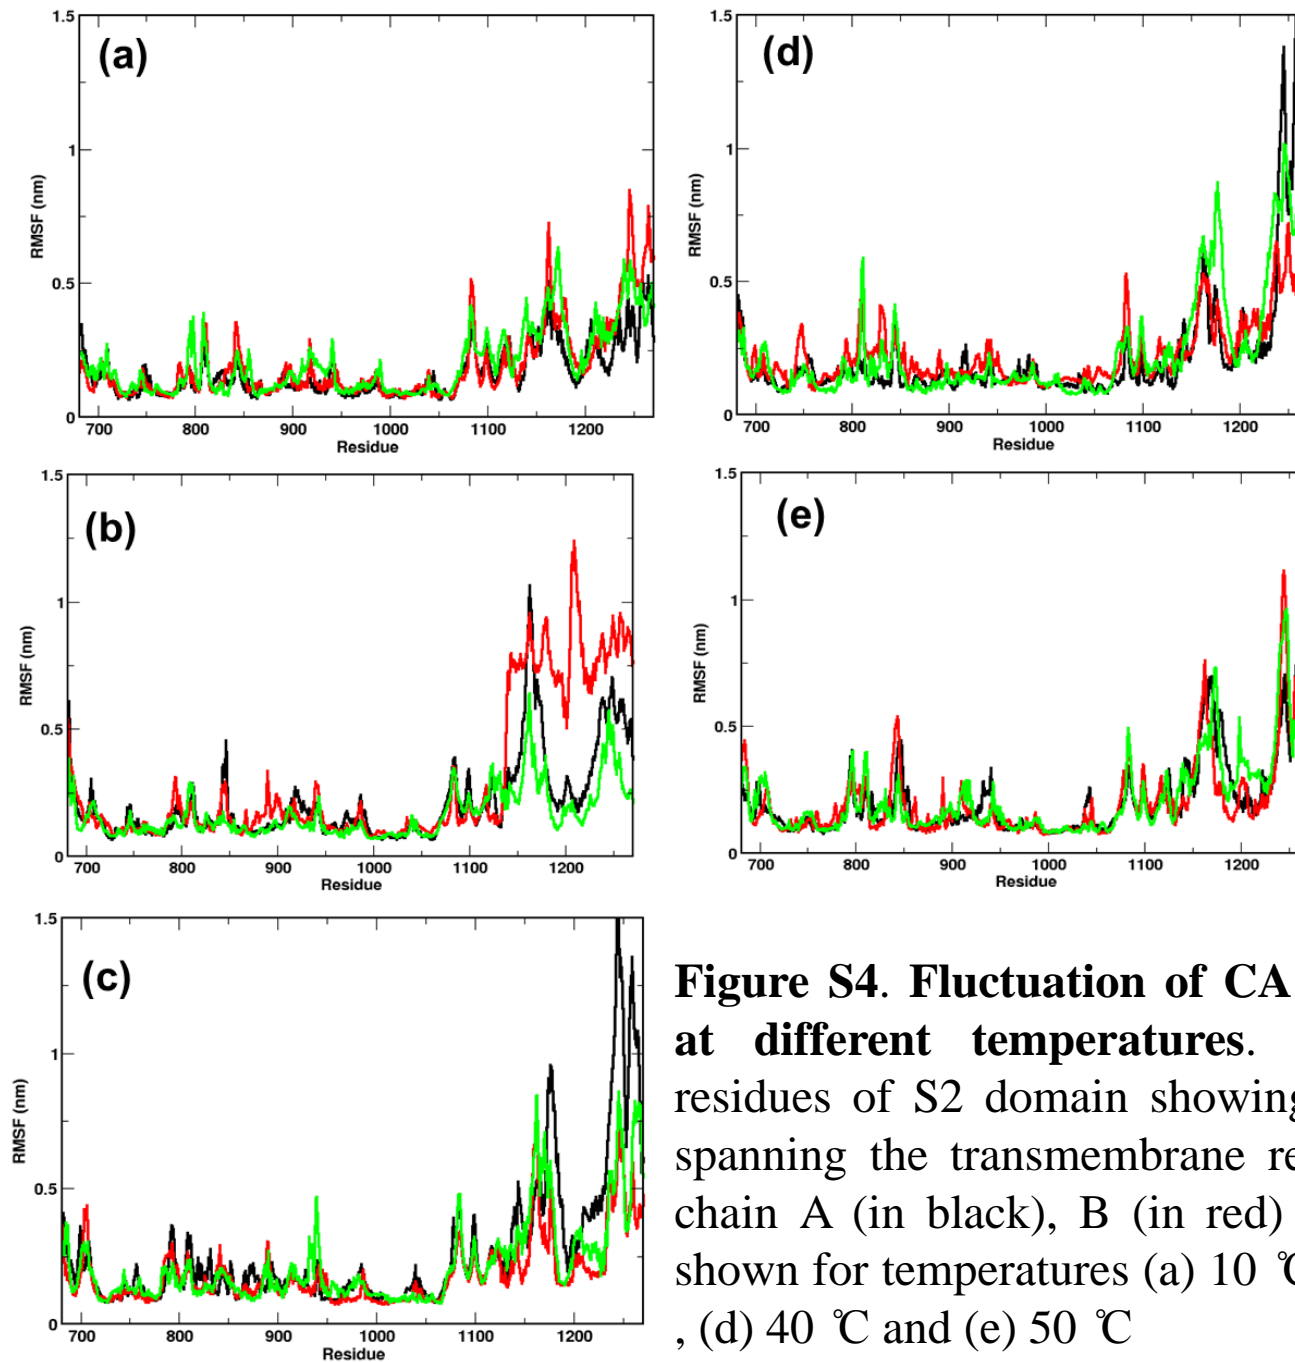 (a)
1.5
1
0.5
0
RMSF (nm)
700 800 900 1000 1100 1200
Residue
(d)
1.5
1
0.5
0
RMSF (nm)
700 800 900 1000 1100 1200
Residue
(b)
1.5
1
0.5
0
RMSF (nm)
700 800 900 1000 1100 1200
Residue
(e)
1.5
1
0.5
0
RMSF (nm)
700 800 900 1000 1100 1200
Residue
(c)
1.5
1
0.5
0
RMSF (nm)
700 800 900 1000 1100 1200
Residue
Figure S4. Fluctuation of CA
at different temperatures.
residues of S2 domain showing
spanning the transmembrane re
chain A (in black), B (in red)
shown for temperatures (a) 10 ℃
, (d) 40 ℃ and (e) 50 ℃